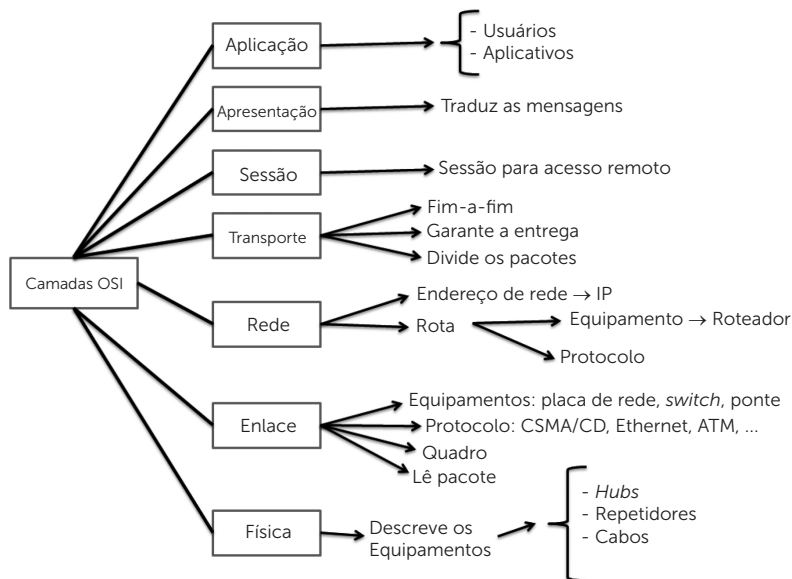 Aplicação
- Usuários
- Aplicativos
Apresentação
Traduz as mensagens
Sessão
Sessão para acesso remoto
Transporte
Fim-a-fim
Garante a entrega
Divide os pacotes
Camadas OSI
Rede
Endereço de rede → IP
Rota
Equipamento → Roteador
Protocolo
Enlace
Equipamentos: placa de rede, switch, ponte
Protocolo: CSMA/CD, Ethernet, ATM, ...
Quadro
Lê pacote
Física
Descreve os
Equipamentos
- Hubs
- Repetidores
- Cabos